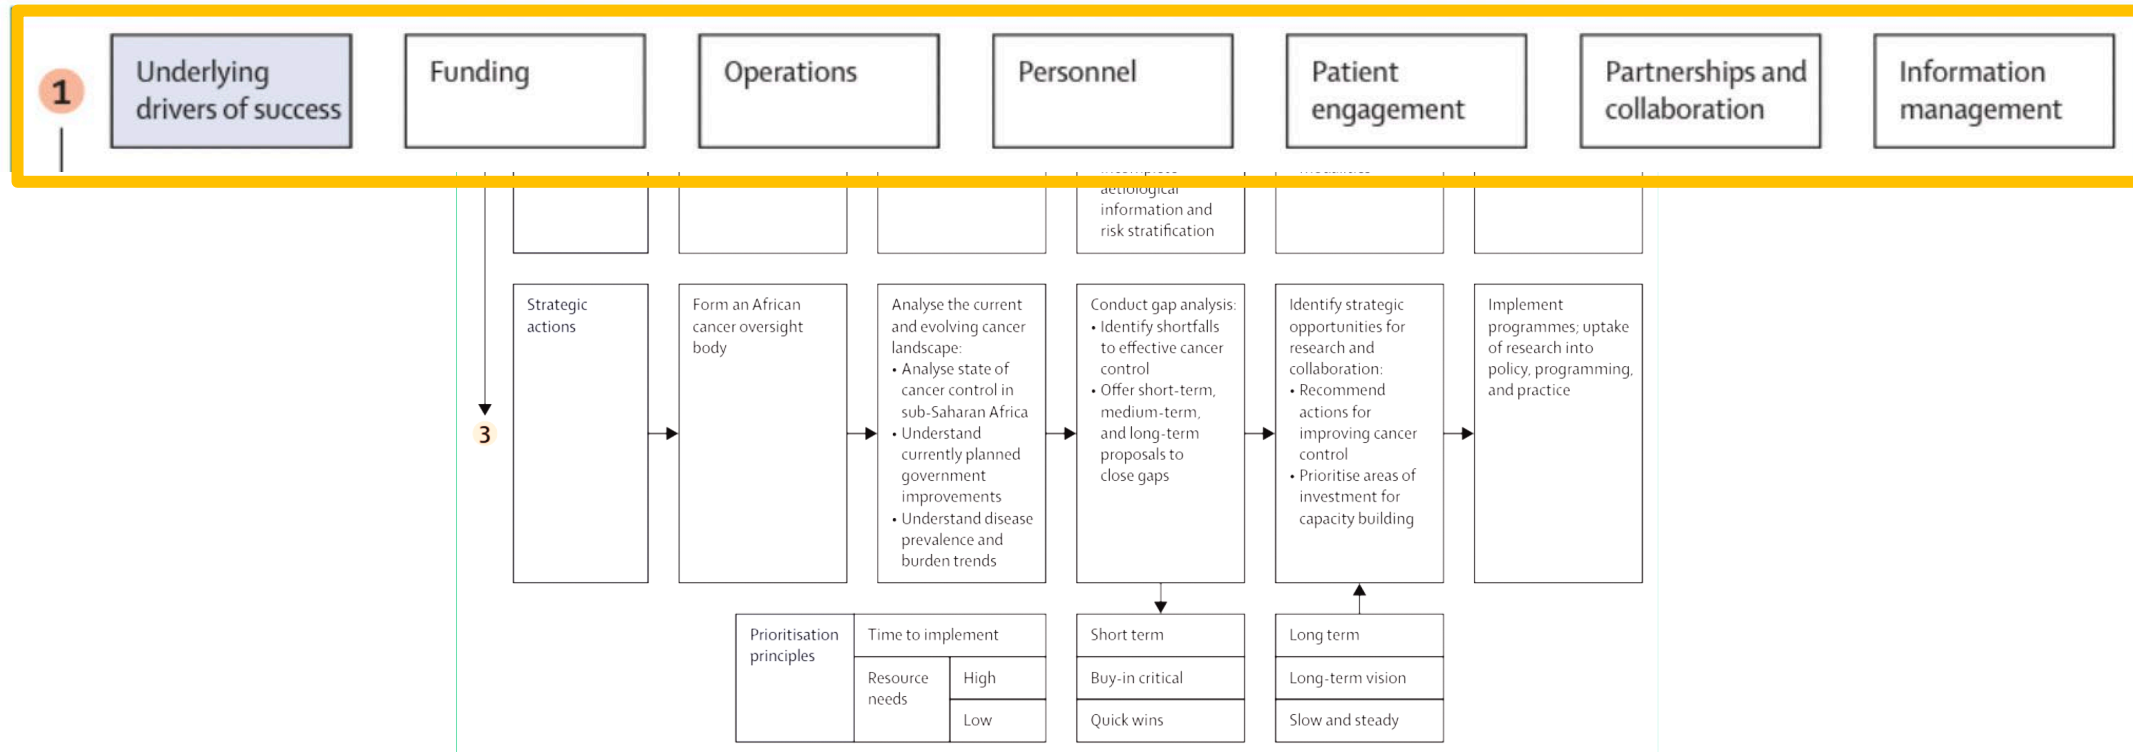 1
Underlying
drivers of success
Funding
Operations
Personnel
Patient
engagement
Partnerships and
collaboration
Information
management
aetiological
information and
risk stratification
3
Strategic
actions
Form an African
cancer oversight
body
Analyse the current
and evolving cancer
landscape:
• Analyse state of
cancer control in
sub-Saharan Africa
• Understand
currently planned
government
improvements
• Understand disease
prevalence and
burden trends
Conduct gap analysis:
• Identify shortfalls
to effective cancer
control
• Offer short-term,
medium-term,
and long-term
proposals to
close gaps
Identify strategic
opportunities for
research and
collaboration:
• Recommend
actions for
improving cancer
control
• Prioritise areas of
investment for
capacity building
Implement
programmes; uptake
of research into
policy, programming,
and practice
Prioritisation
principles
Time to implement
Short term
Long term
Resource
needs
High
Buy-in critical
Long-term vision
Low
Quick wins
Slow and steady